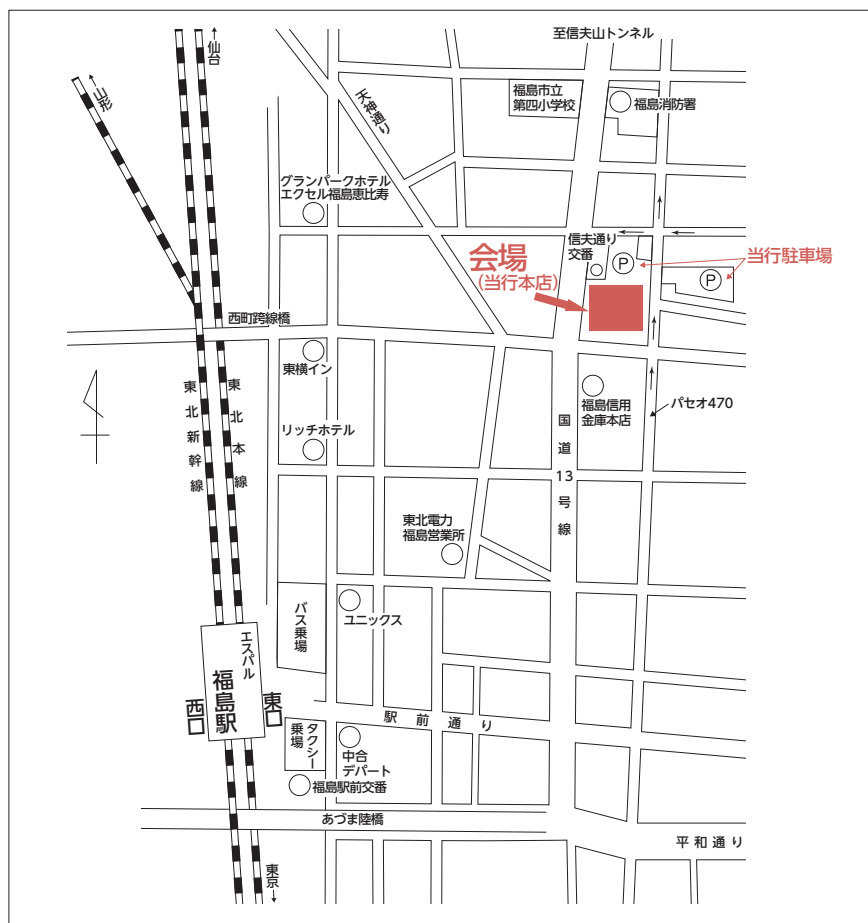 至信夫山トンネル
←仙台
←山形
天神通り
福島市立
第四小学校
福島消防署
グランパークホテル
エクセル福島恵比寿
信夫通り
交番
会場
(当行本店)
P
P
当行駐車場
西町跨線橋
東横イン
東北新幹線
東北本線
リッチホテル
福島信用
金庫本店
パセオ470
国道13号線
東北電力
福島営業所
バス乗場
ユニックス
エスパル
福島駅
西口
東口
駅前通り
タクシー
乗場
中合
デパート
福島駅前交番
あづま陸橋
平和通り
東京→